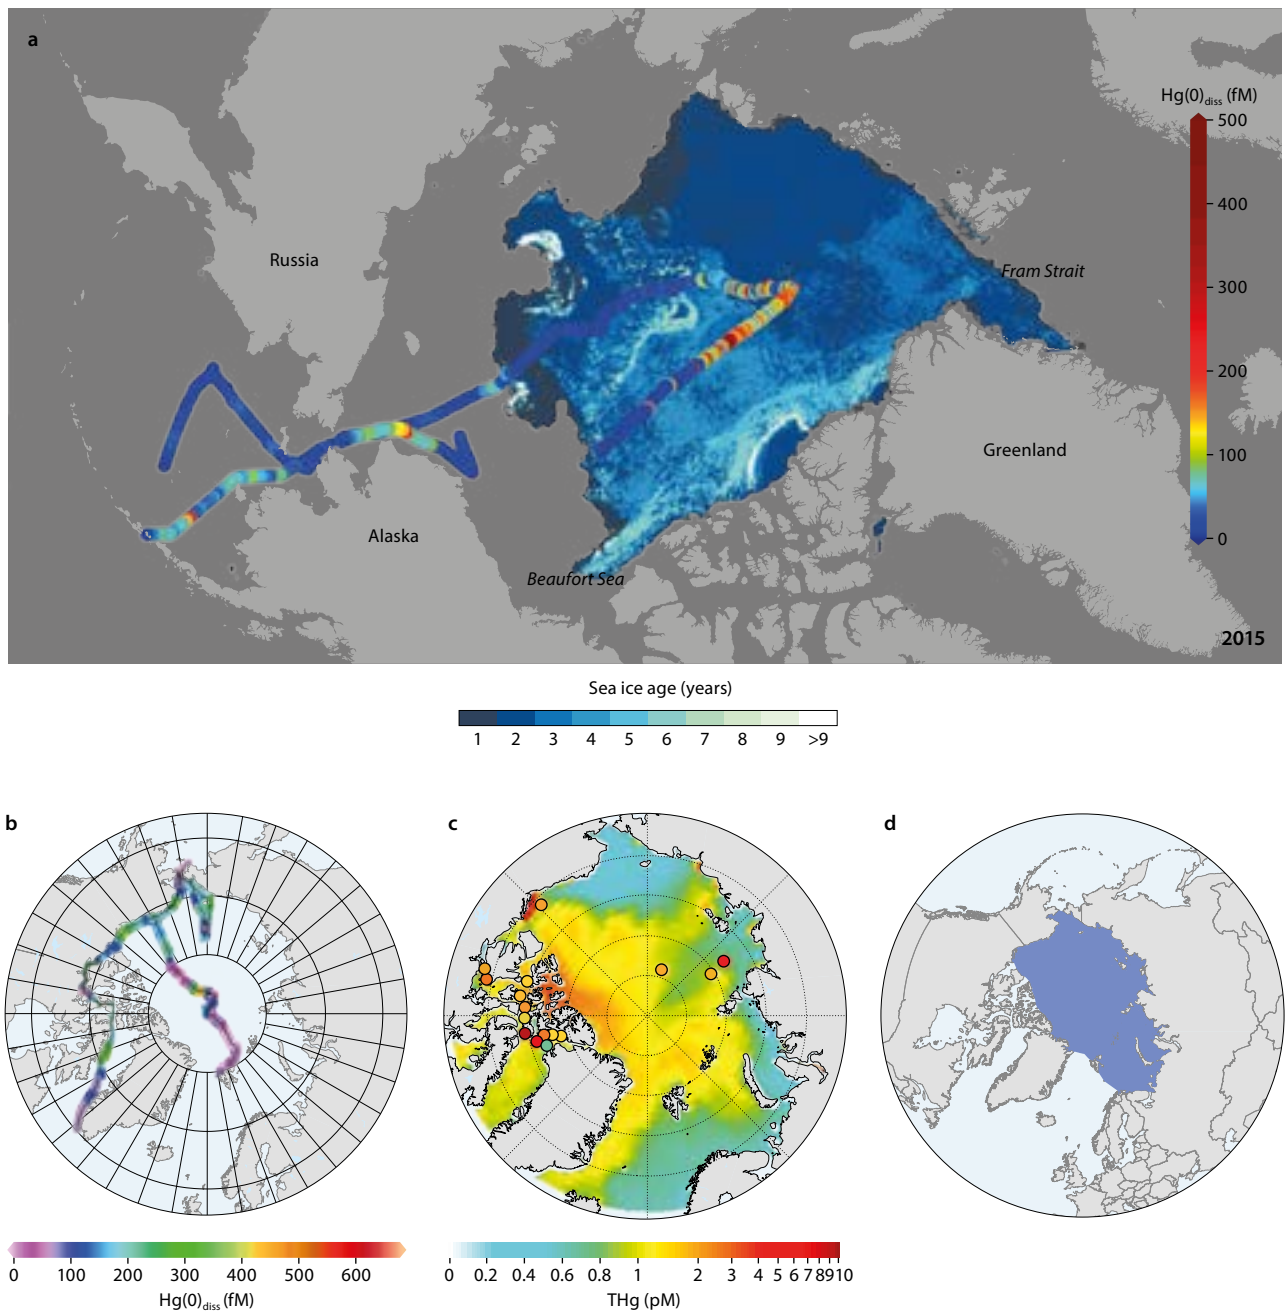 a
Hg(0)diss (fM)
500
400
300
200
100
0
Russia
Fram Strait
Greenland
Alaska
Beaufort Sea
2015
Sea ice age (years)
1 2 3 4 5 6 7 8 9 >9
b
c
d
0 100 200 300 400 500 600
Hg(0)diss (fM)
0 0.2 0.4 0.6 0.8 1 2 3 4 5 6 7 8 9 10
THg (pM)